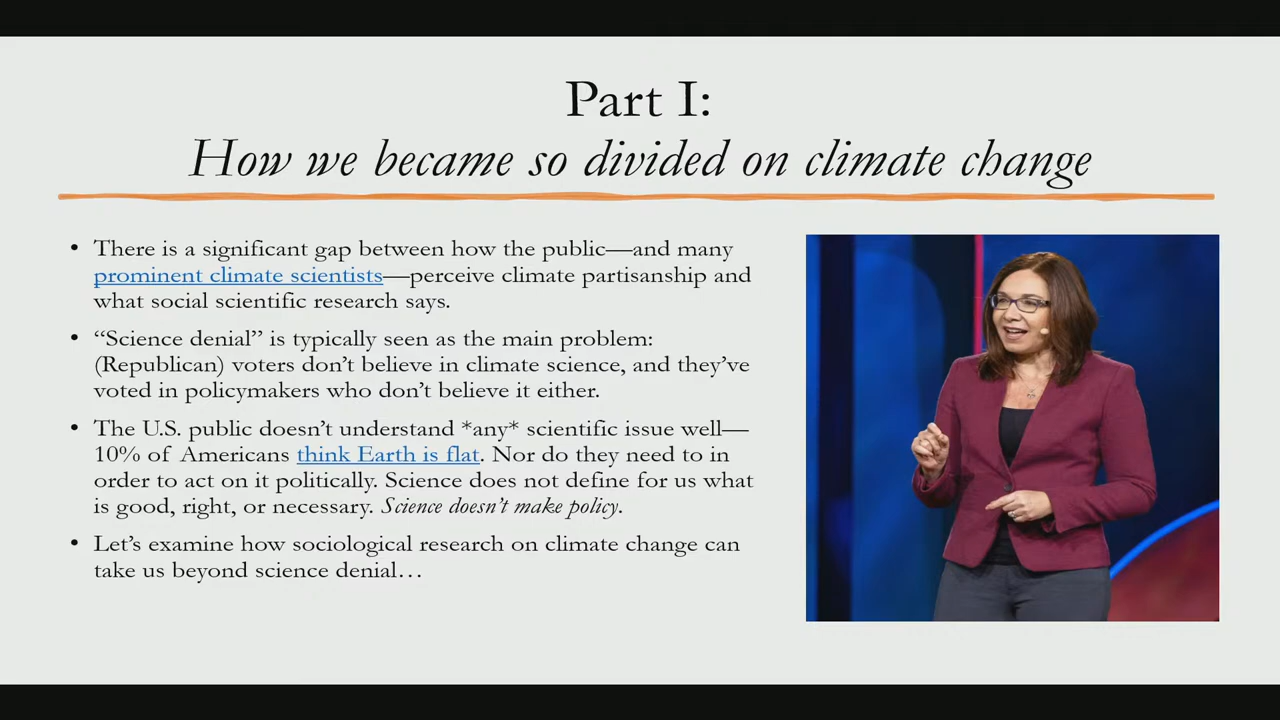 Part I:
How we became so divided on climate change
• There is a significant gap between how the public—and many
prominent climate scientists—perceive climate partisanship and
what social scientific research says.
• “Science denial” is typically seen as the main problem:
(Republican) voters don’t believe in climate science, and they’ve
voted in policymakers who don’t believe it either.
• The U.S. public doesn’t understand *any* scientific issue well—
10% of Americans think Earth is flat. Nor do they need to in
order to act on it politically. Science does not define for us what
is good, right, or necessary. Science doesn’t make policy.
• Let’s examine how sociological research on climate change can
take us beyond science denial…